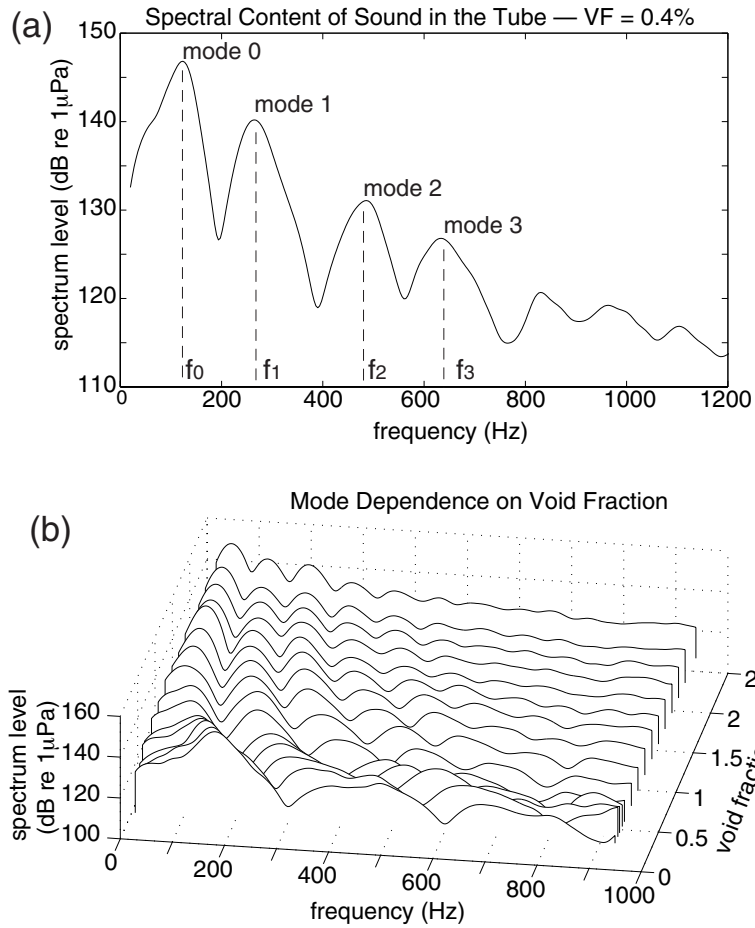 (a)
Spectral Content of Sound in the Tube — VF = 0.4%
150
140
130
120
110
spectrum level (dB re 1µPa)
mode 0
mode 1
mode 2
mode 3
f0
f1
f2
f3
0
200
400
600
800
1000
1200
frequency (Hz)
(b)
Mode Dependence on Void Fraction
160
140
120
100
spectrum level
(dB re 1µPa)
0
200
400
600
800
1000
frequency (Hz)
0
0.5
1
1.5
2
void